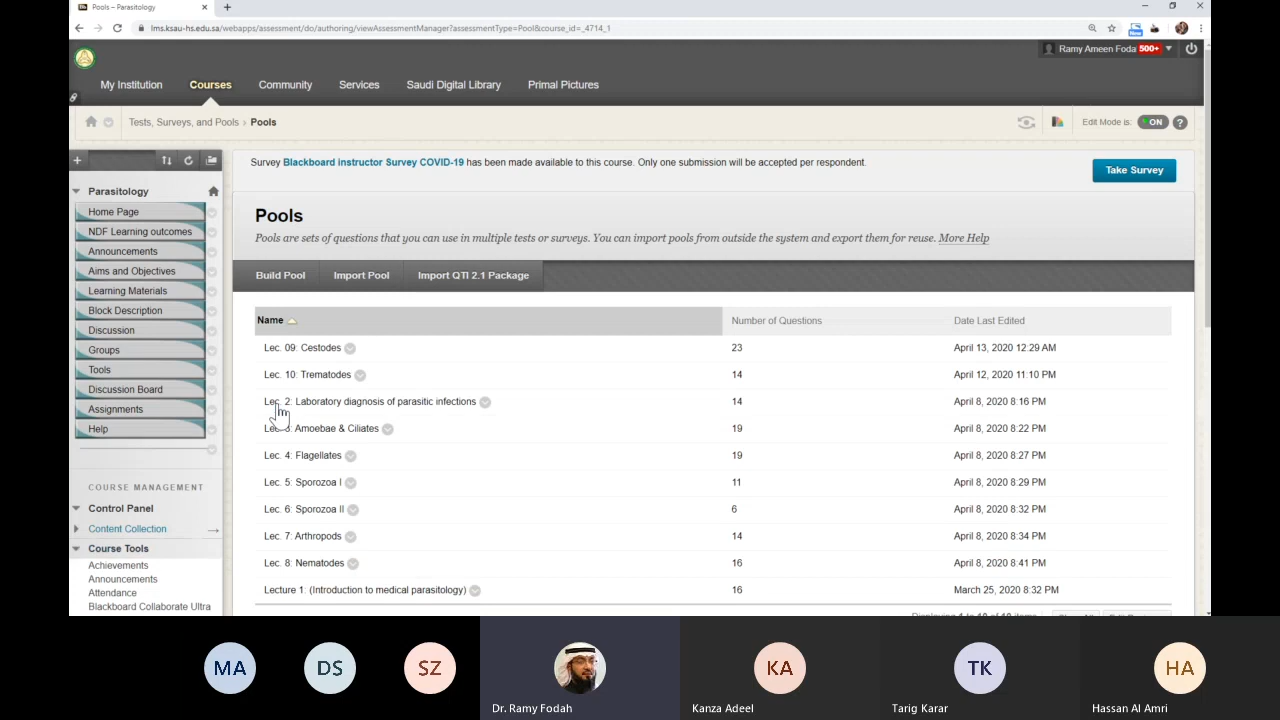 Pools – Parasitology
lms.ksau-hs.edu.sa/webapps/assessment/do/authoring/viewAssessmentManager?assessmentType=Pool&course_id=_4714_1
New
Ramy Ameen Foda 500+
My Institution Courses Community Services Saudi Digital Library Primal Pictures
Tests, Surveys, and Pools Pools Edit Mode is: ON ?
Survey Blackboard instructor Survey COVID-19 has been made available to this course. Only one submission will be accepted per respondent.
Take Survey
Parasitology
Home Page
NDF Learning outcomes
Announcements
Aims and Objectives
Learning Materials
Block Description
Discussion
Groups
Tools
Discussion Board
Assignments
Help
COURSE MANAGEMENT
Control Panel
Content Collection
Course Tools
Achievements
Announcements
Attendance
Blackboard Collaborate Ultra
Pools
Pools are sets of questions that you can use in multiple tests or surveys. You can import pools from outside the system and export them for reuse. More Help
Build Pool Import Pool Import QTI 2.1 Package
Name Number of Questions Date Last Edited
Lec. 09: Cestodes 23 April 13, 2020 12:29 AM
Lec. 10: Trematodes 14 April 12, 2020 11:10 PM
Lec. 2: Laboratory diagnosis of parasitic infections 14 April 8, 2020 8:16 PM
Amoebae & Ciliates 19 April 8, 2020 8:22 PM
Lec. 4: Flagellates 19 April 8, 2020 8:27 PM
Lec. 5: Sporozoa I 11 April 8, 2020 8:29 PM
Lec. 6: Sporozoa II 6 April 8, 2020 8:32 PM
Lec. 7: Arthropods 14 April 8, 2020 8:34 PM
Lec. 8: Nematodes 16 April 8, 2020 8:41 PM
Lecture 1: (Introduction to medical parasitology) 16 March 25, 2020 8:32 PM
MA DS SZ KA TK HA
Dr. Ramy Fodah Kanza Adeel Tarig Karar Hassan Al Amri